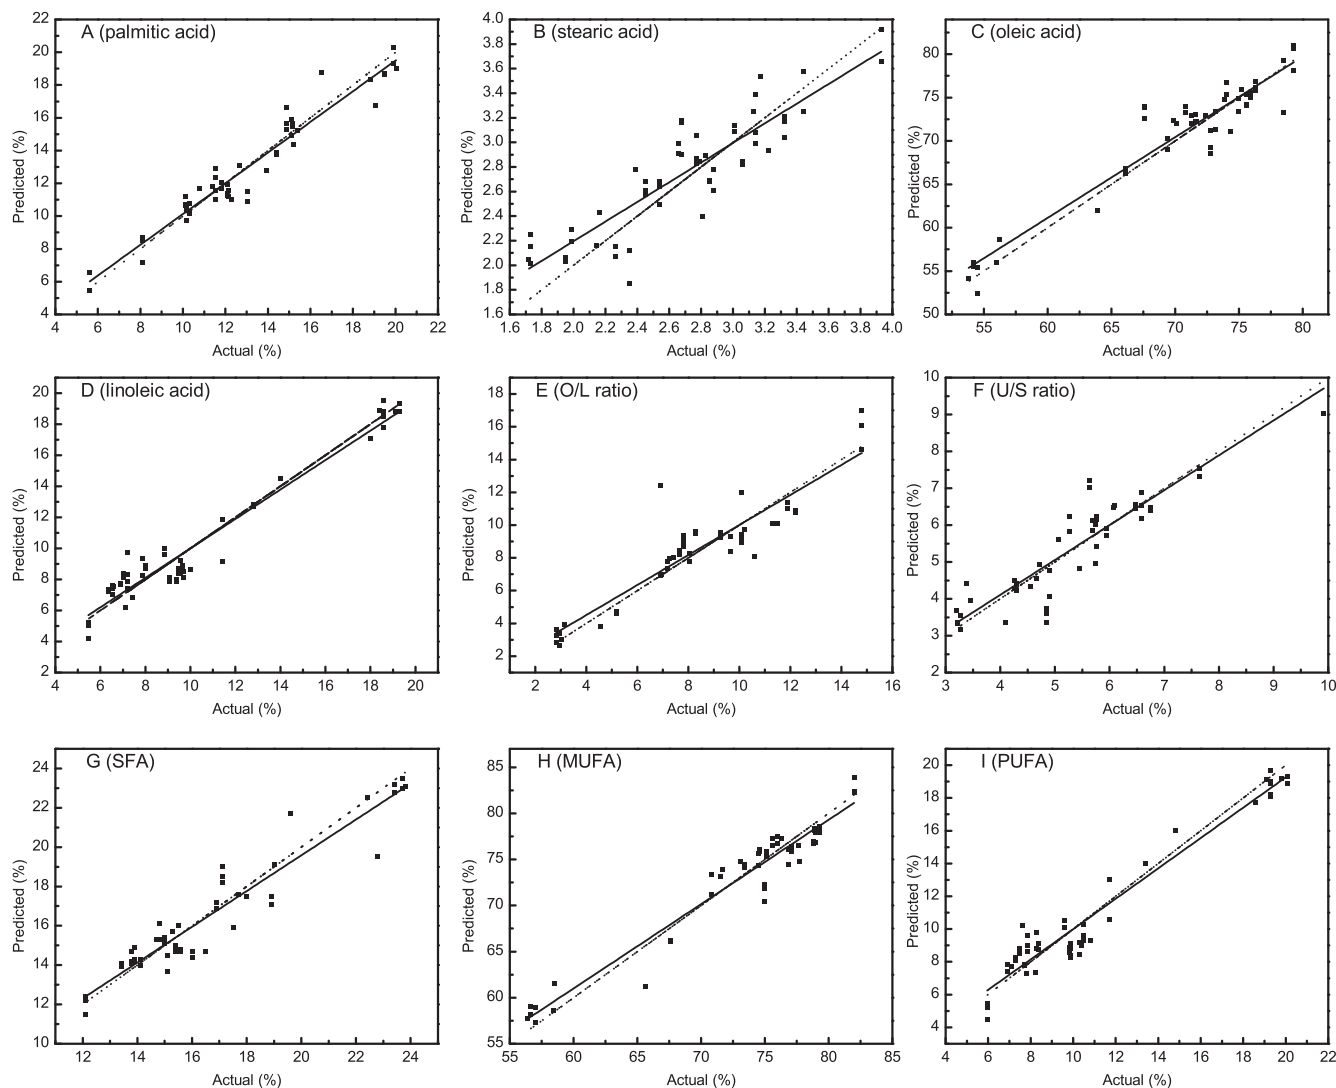 A (palmitic acid)
Predicted (%)
22
20
18
16
14
12
10
8
6
4
4 6 8 10 12 14 16 18 20 22
Actual (%)
B (stearic acid)
Predicted (%)
4.0
3.8
3.6
3.4
3.2
3.0
2.8
2.6
2.4
2.2
2.0
1.8
1.6
1.6 1.8 2.0 2.2 2.4 2.6 2.8 3.0 3.2 3.4 3.6 3.8 4.0
Actual (%)
C (oleic acid)
Predicted (%)
80
75
70
65
60
55
50
55 60 65 70 75 80
Actual (%)
D (linoleic acid)
Predicted (%)
20
18
16
14
12
10
8
6
4
2
4 6 8 10 12 14 16 18 20
Actual (%)
E (O/L ratio)
Predicted (%)
18
16
14
12
10
8
6
4
2
2 4 6 8 10 12 14 16
Actual (%)
F (U/S ratio)
Predicted (%)
10
9
8
7
6
5
4
3
2
3 4 5 6 7 8 9 10
Actual (%)
G (SFA)
Predicted (%)
24
22
20
18
16
14
12
10
12 14 16 18 20 22 24
Actual (%)
H (MUFA)
Predicted (%)
85
80
75
70
65
60
55
55 60 65 70 75 80 85
Actual (%)
I (PUFA)
Predicted (%)
20
18
16
14
12
10
8
6
4
4 6 8 10 12 14 16 18 20 22
Actual (%)